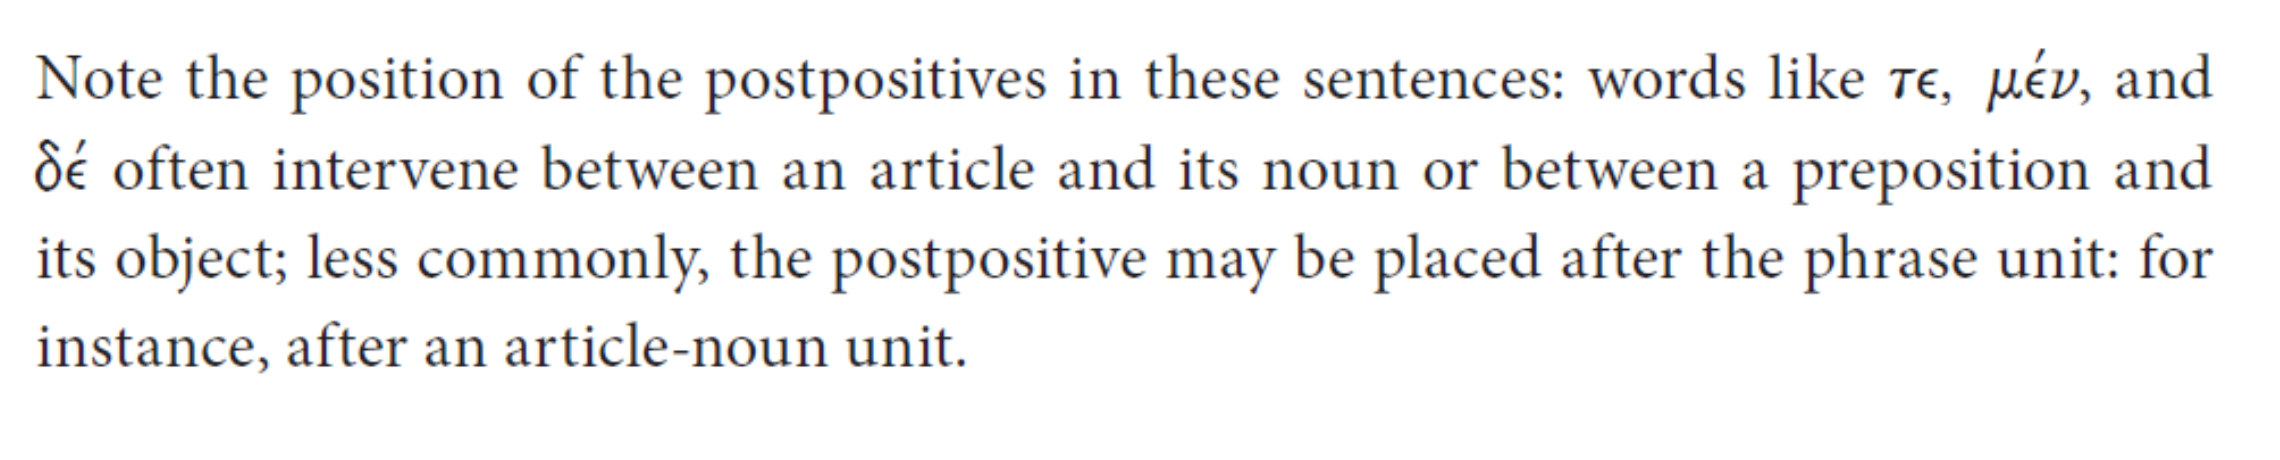 Note the position of the postpositives in these sentences: words like τε, μέν, and
δέ often intervene between an article and its noun or between a preposition and
its object; less commonly, the postpositive may be placed after the phrase unit: for
instance, after an article-noun unit.